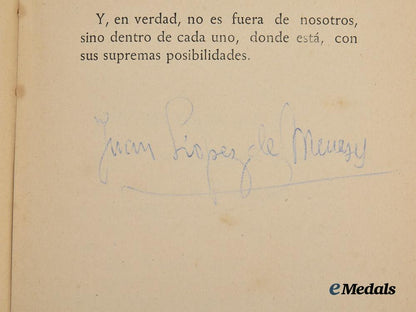 Y, en verdad, no es fuera de nosotros,
sino dentro de cada uno, donde está, con
sus supremas posibilidades.
Juan López de Meneses
eMedals